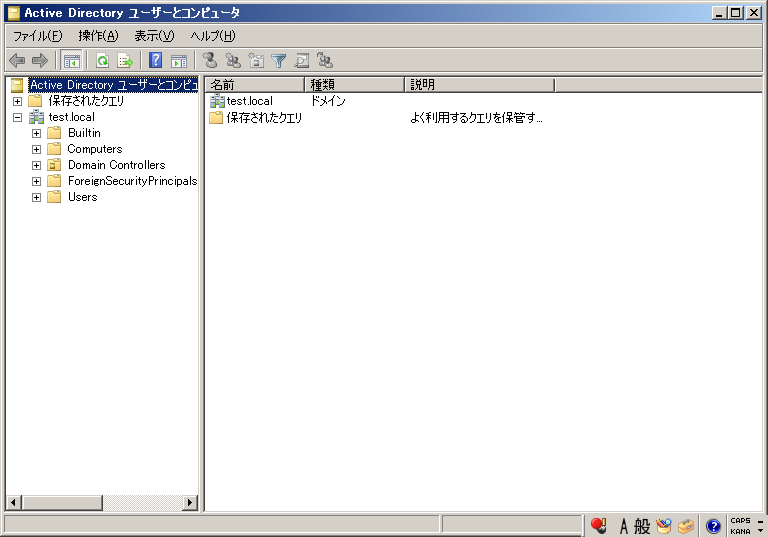 Active Directory ユーザーとコンピュータ
ファイル(F) 操作(A) 表示(V) ヘルプ(H)
Active Directory ユーザーとコンピュ
保存されたクエリ
test.local
Builtin
Computers
Domain Controllers
ForeignSecurityPrincipals
Users
名前 種類 説明
test.local ドメイン
保存されたクエリ よく利用するクエリを保管す...
A 般 CAPS
KANA